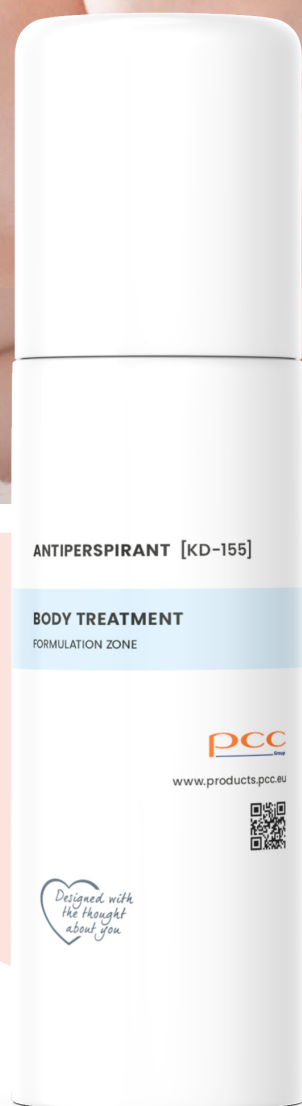 ANTIPERSPIRANT [KD-155]
BODY TREATMENT
FORMULATION ZONE
pcc
Group
www.products.pcc.eu
Designed with
the thought
about you